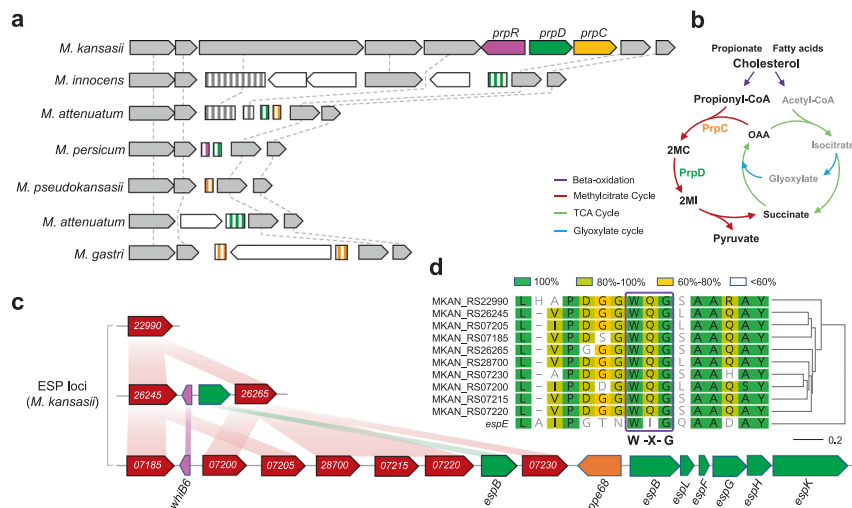 a
prpR prpD prpC
M. kansasii
M. innocens
M. attenuatum
M. persicum
M. pseudokansasii
M. attenuatum
M. gastri
b
Propionate Fatty acids
Cholesterol
Propionyl-CoA Acetyl-CoA
PrpC OAA
2MC Isocitrate
PrpD Glyoxylate
2MI
Succinate
Pyruvate
Beta-oxidation
Methylcitrate Cycle
TCA Cycle
Glyoxylate cycle
c
22990
ESP loci
(M. kansasii)
26245 26265
07185 07200 07205 28700 07215 07220 07230
whiB6 espB ppe68 espB espL espF espG espH espK
d
100% 80%-100% 60%-80% <60%
MKAN_RS22990 L H A P D G G W Q G S A A R A Y
MKAN_RS26245 L – V P D G G W Q G L A A Q A Y
MKAN_RS07205 L – I P D G G W Q G L A A Q A Y
MKAN_RS07185 L – V P D S G W Q G S A A Q A Y
MKAN_RS26265 L – V P G G G W Q G S A A Q A Y
MKAN_RS28700 L – V P D G G W Q G L A A Q A Y
MKAN_RS07230 L – A P D G G W Q G S A A H A Y
MKAN_RS07200 L – I P D D G W Q G L A A Q S Y
MKAN_RS07215 L – V P D G G W Q G S A A Q A Y
MKAN_RS07220 L – V P D G G W Q G S A A Q A Y
espE L A I P G T N W I G Q A A D A Y
W -X- G
0.2